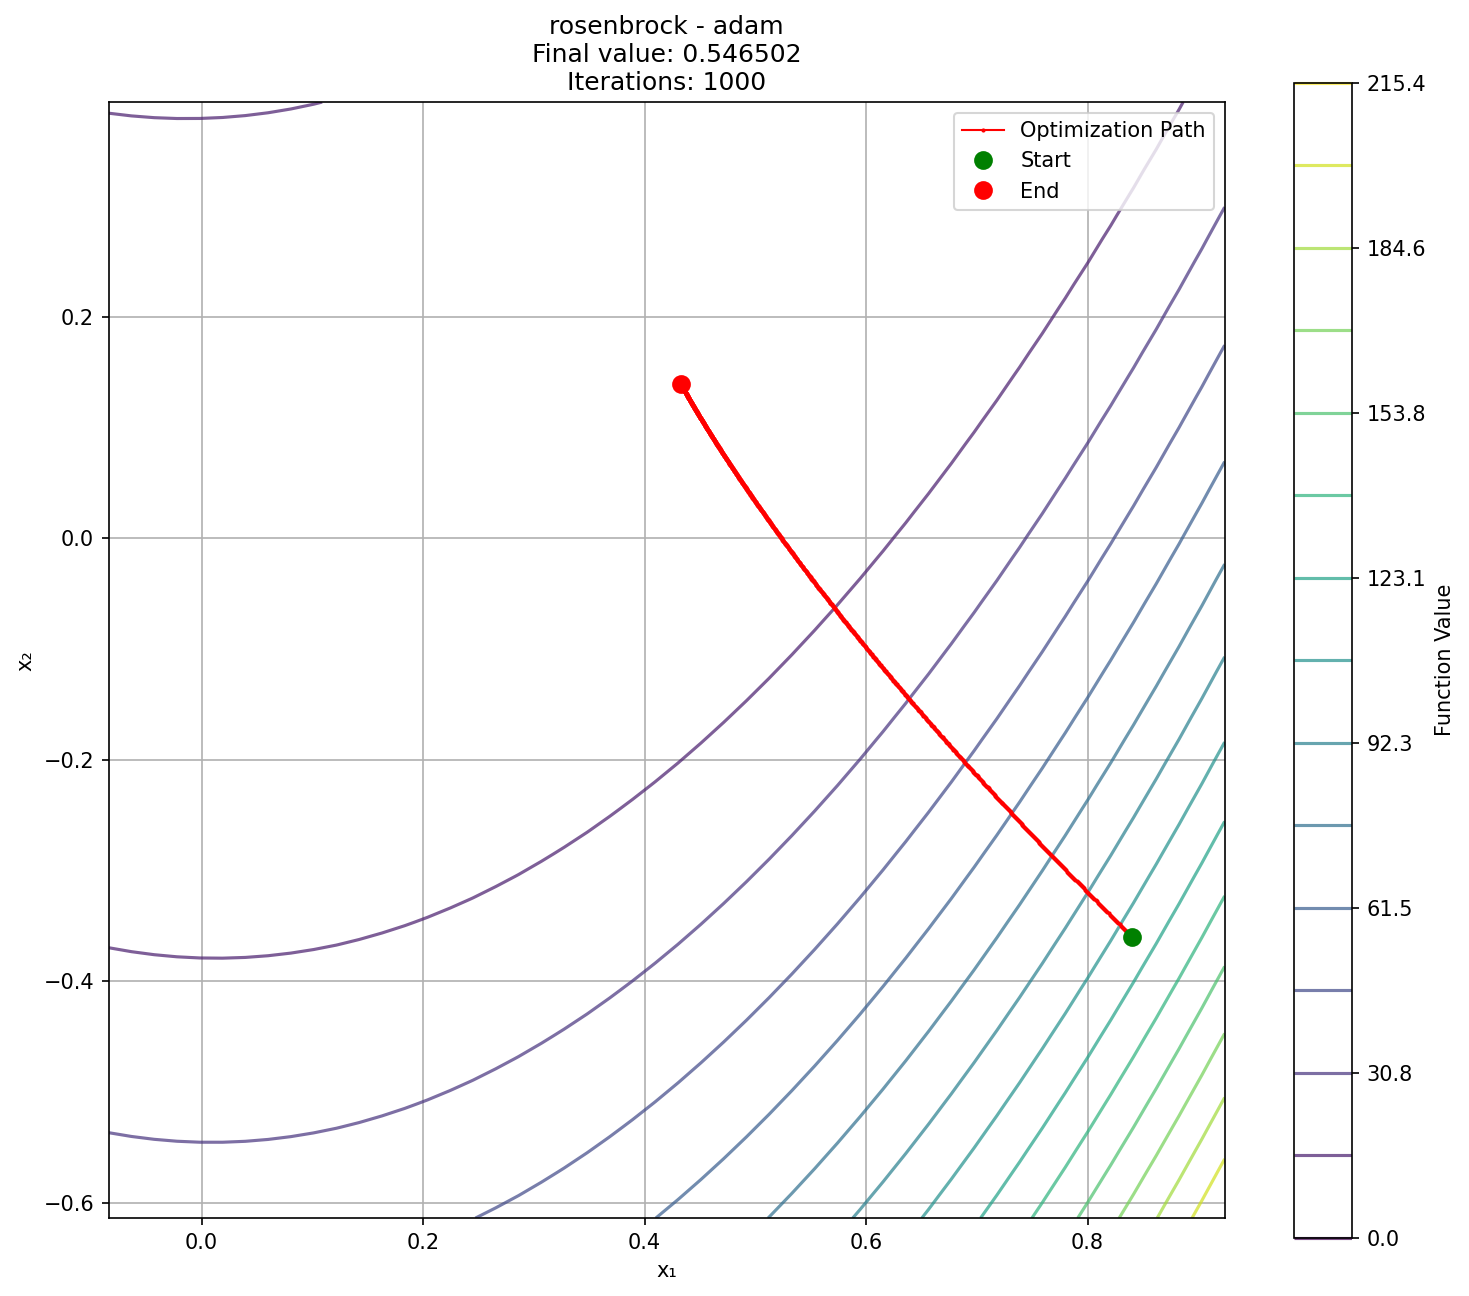 rosenbrock - adam
Final value: 0.546502
Iterations: 1000
Optimization Path
Start
End
0.2
0.0
−0.2
−0.4
−0.6
x₂
0.0
0.2
0.4
0.6
0.8
x₁
215.4
184.6
153.8
123.1
92.3
61.5
30.8
0.0
Function Value